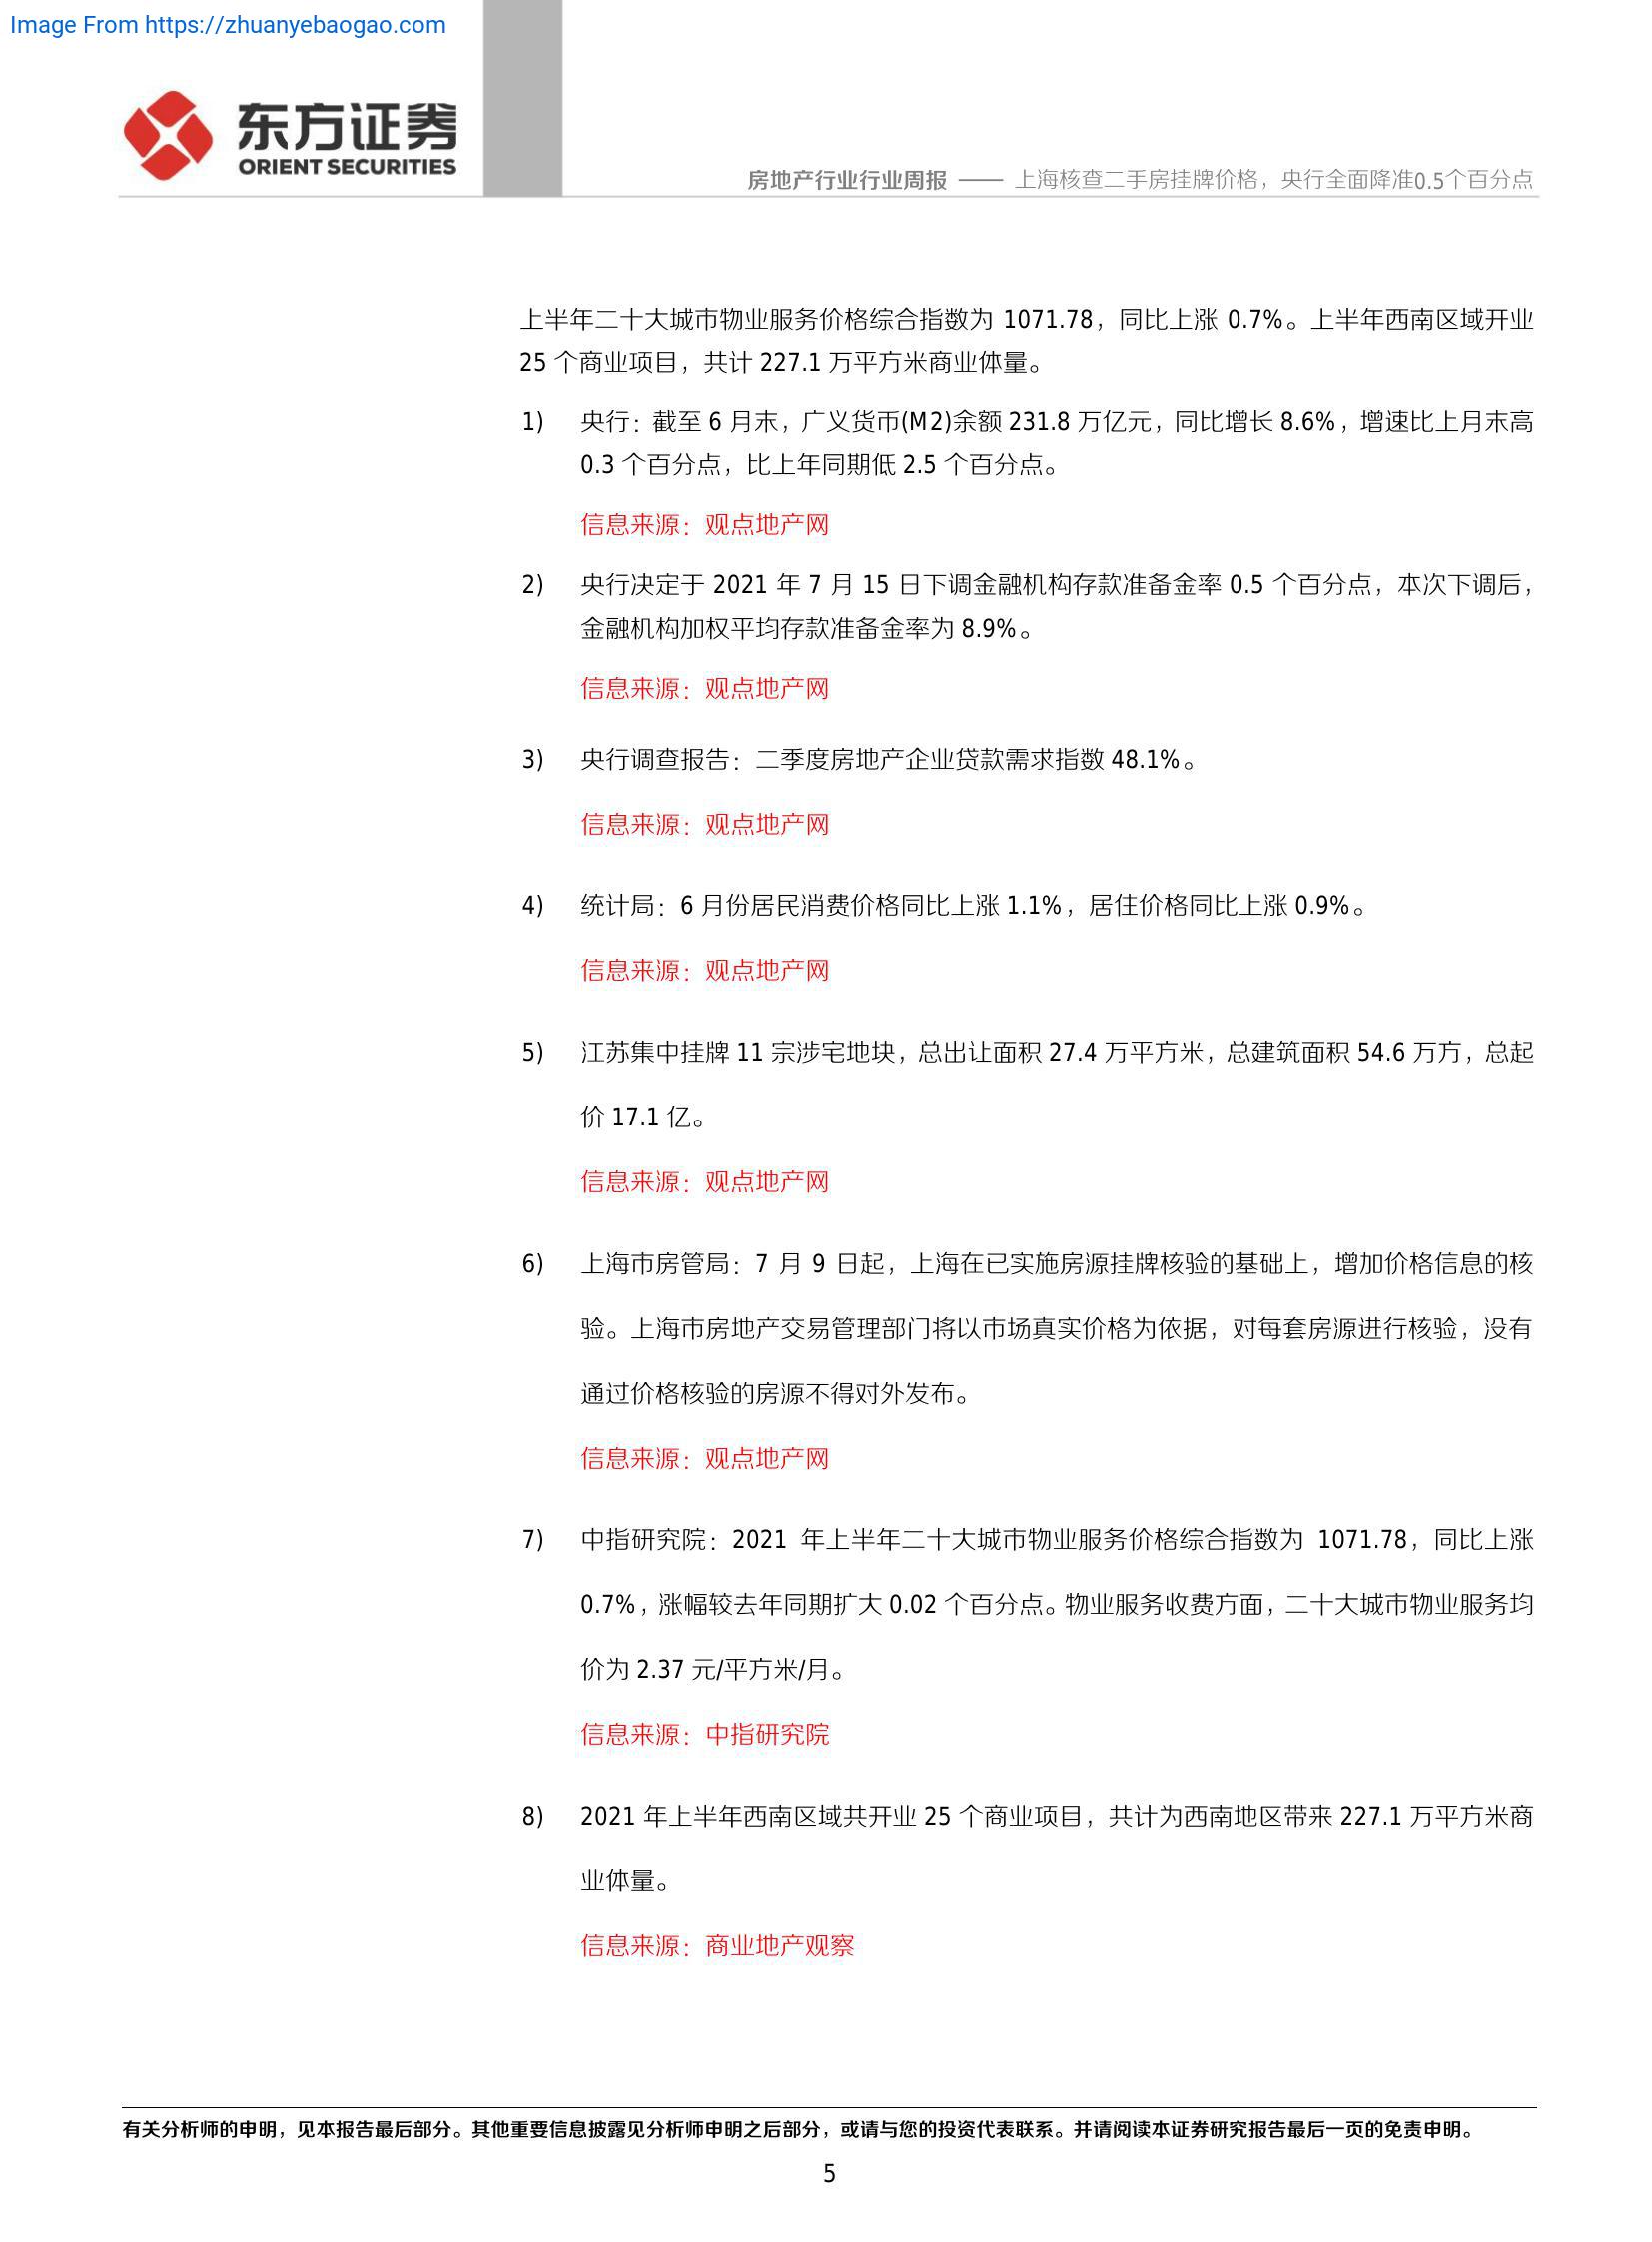 Image From https://zhuanyebaogao.com
东方证券
ORIENT SECURITIES
房地产行业行业周报 —— 上海核查二手房挂牌价格，央行全面降准0.5个百分点
上半年二十大城市物业服务价格综合指数为 1071.78，同比上涨 0.7%。上半年西南区域开业
25 个商业项目，共计 227.1 万平方米商业体量。
1) 央行：截至 6 月末，广义货币(M2)余额 231.8 万亿元，同比增长 8.6%，增速比上月末高
0.3 个百分点，比上年同期低 2.5 个百分点。
信息来源：观点地产网
2) 央行决定于 2021 年 7 月 15 日下调金融机构存款准备金率 0.5 个百分点，本次下调后，
金融机构加权平均存款准备金率为 8.9%。
信息来源：观点地产网
3) 央行调查报告：二季度房地产企业贷款需求指数 48.1%。
信息来源：观点地产网
4) 统计局：6 月份居民消费价格同比上涨 1.1%，居住价格同比上涨 0.9%。
信息来源：观点地产网
5) 江苏集中挂牌 11 宗涉宅地块，总出让面积 27.4 万平方米，总建筑面积 54.6 万方，总起
价 17.1 亿。
信息来源：观点地产网
6) 上海市房管局：7 月 9 日起，上海在已实施房源挂牌核验的基础上，增加价格信息的核
验。上海市房地产交易管理部门将以市场真实价格为依据，对每套房源进行核验，没有
通过价格核验的房源不得对外发布。
信息来源：观点地产网
7) 中指研究院：2021 年上半年二十大城市物业服务价格综合指数为 1071.78，同比上涨
0.7%，涨幅较去年同期扩大 0.02 个百分点。物业服务收费方面，二十大城市物业服务均
价为 2.37 元/平方米/月。
信息来源：中指研究院
8) 2021 年上半年西南区域共开业 25 个商业项目，共计为西南地区带来 227.1 万平方米商
业体量。
信息来源：商业地产观察
有关分析师的申明，见本报告最后部分。其他重要信息披露见分析师申明之后部分，或请与您的投资代表联系。并请阅读本证券研究报告最后一页的免责申明。
5